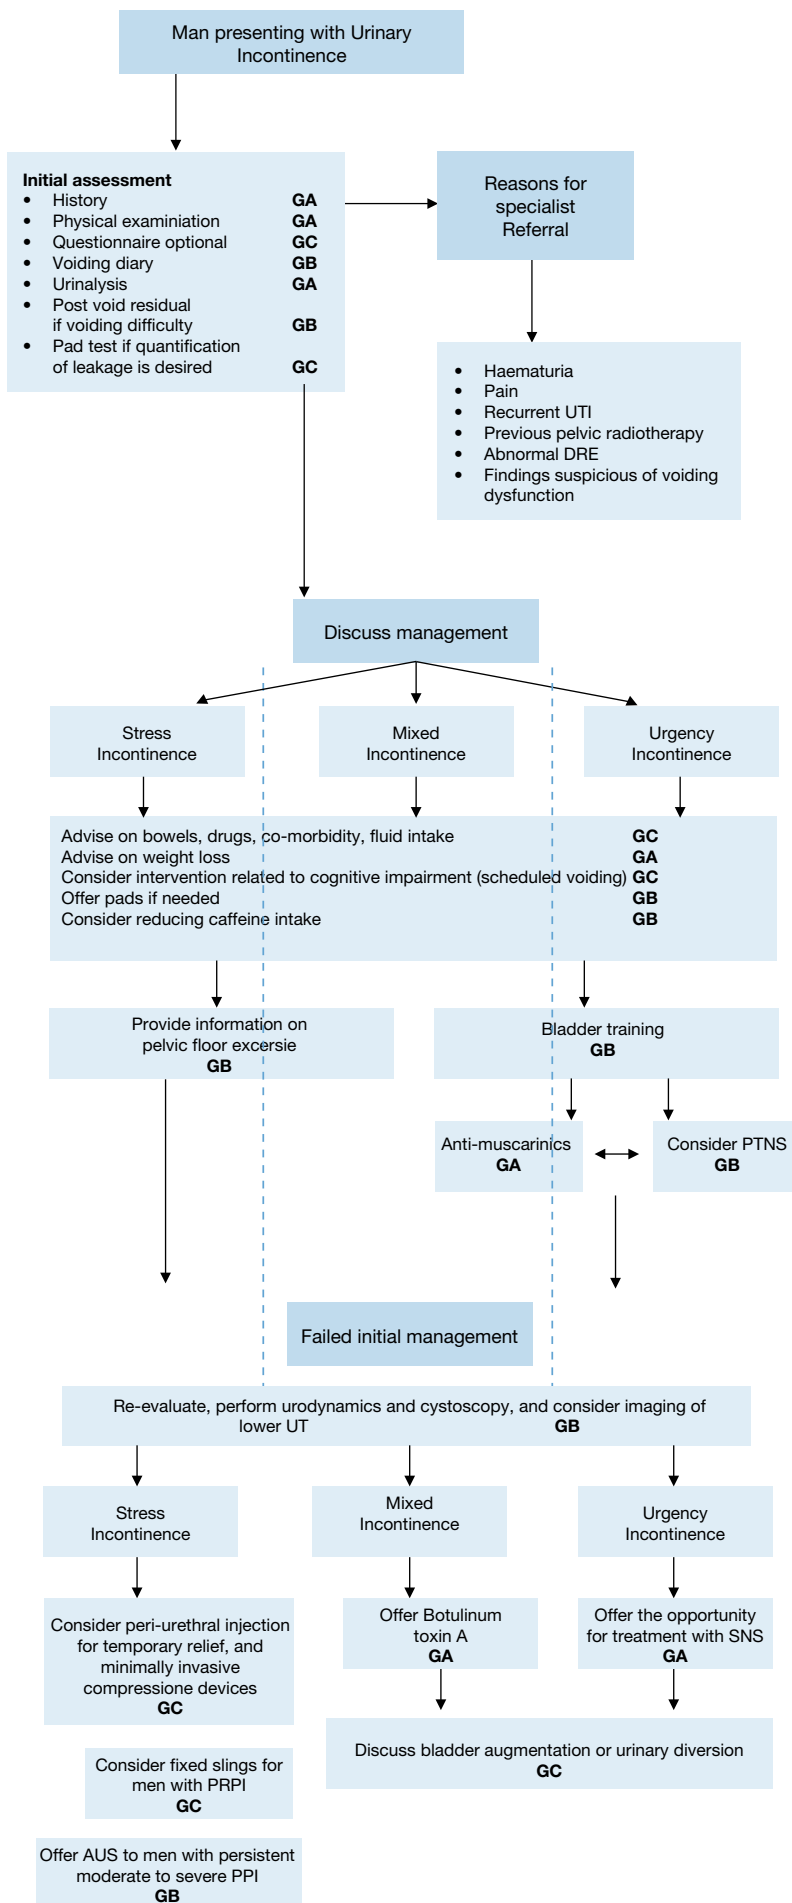 Man presenting with Urinary
Incontinence
Initial assessment
• History GA
• Physical examiniation GA
• Questionnaire optional GC
• Voiding diary GB
• Urinalysis GA
• Post void residual
if voiding difficulty GB
• Pad test if quantification
of leakage is desired GC
Reasons for
specialist
Referral
• Haematuria
• Pain
• Recurrent UTI
• Previous pelvic radiotherapy
• Abnormal DRE
• Findings suspicious of voiding
dysfunction
Discuss management
Stress
Incontinence
Mixed
Incontinence
Urgency
Incontinence
Advise on bowels, drugs, co-morbidity, fluid intake GC
Advise on weight loss GA
Consider intervention related to cognitive impairment (scheduled voiding) GC
Offer pads if needed GB
Consider reducing caffeine intake GB
Provide information on
pelvic floor excersie
GB
Bladder training
GB
Anti-muscarinics
GA
Consider PTNS
GB
Failed initial management
Re-evaluate, perform urodynamics and cystoscopy, and consider imaging of
lower UT GB
Stress
Incontinence
Mixed
Incontinence
Urgency
Incontinence
Consider peri-urethral injection
for temporary relief, and
minimally invasive
compressione devices
GC
Offer Botulinum
toxin A
GA
Offer the opportunity
for treatment with SNS
GA
Discuss bladder augmentation or urinary diversion
GC
Consider fixed slings for
men with PRPI
GC
Offer AUS to men with persistent
moderate to severe PPI
GB